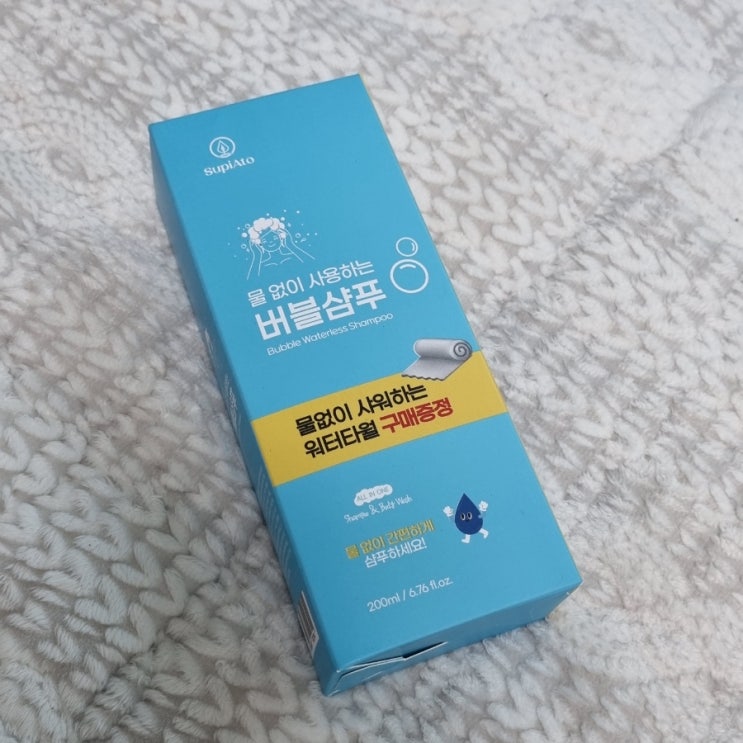 SupiAto
물 없이 사용하는
버블샴푸
Bubble Waterless Shampoo
물없이 샤워하는
워터타월 구매증정
ALL IN ONE
Shampoo & Body Wash
물 없이 간편하게
샴푸하세요!
200ml / 6.76 fl.oz.